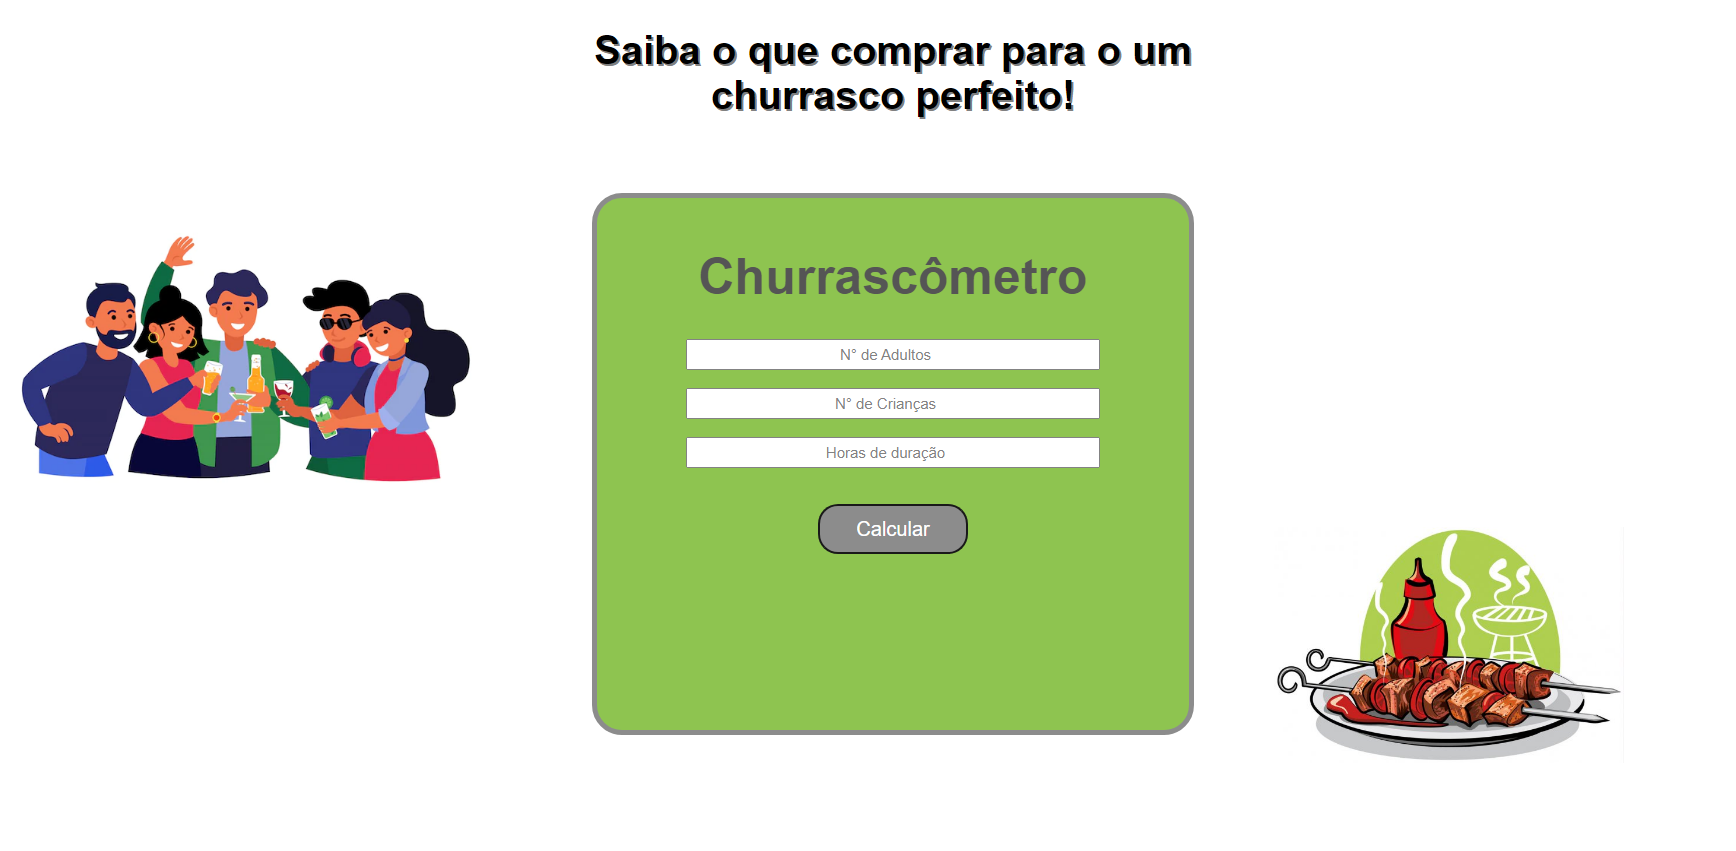 Saiba o que comprar para o um
churrasco perfeito!
Churrascômetro
N° de Adultos
N° de Crianças
Horas de duração
Calcular